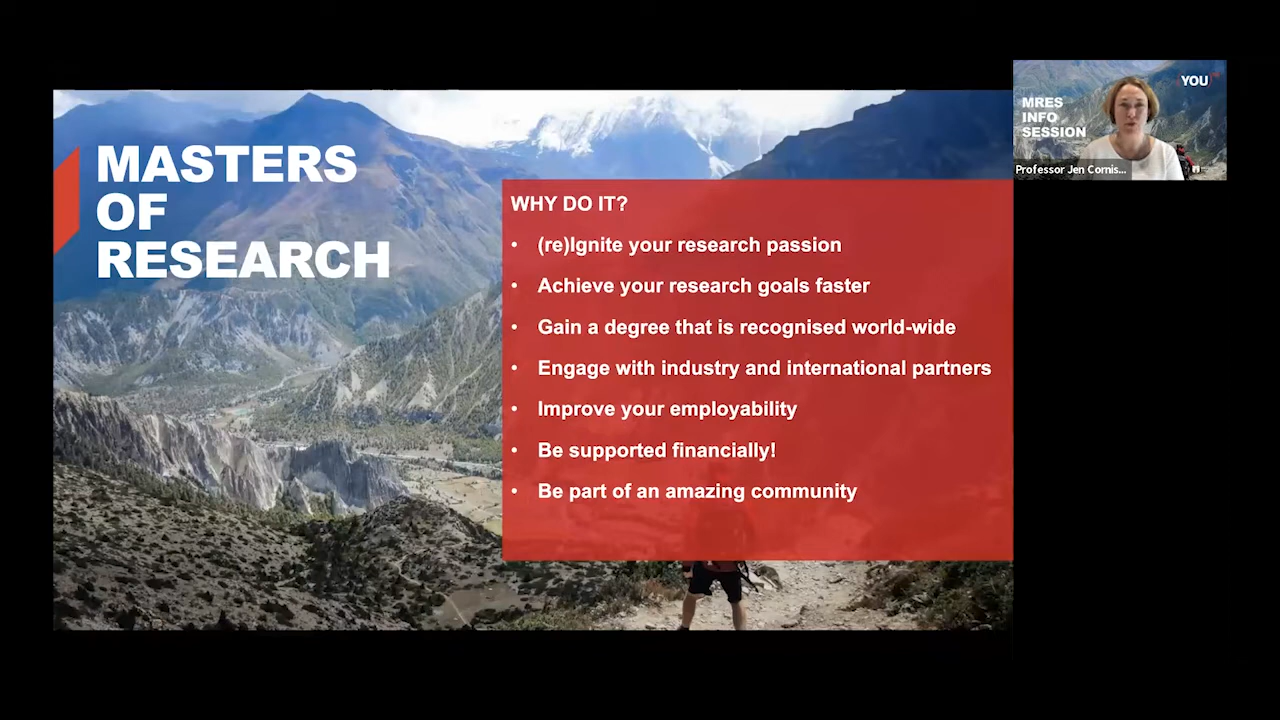 MASTERS
OF
RESEARCH
WHY DO IT?
• (re)Ignite your research passion
• Achieve your research goals faster
• Gain a degree that is recognised world-wide
• Engage with industry and international partners
• Improve your employability
• Be supported financially!
• Be part of an amazing community
YOU
MRES
INFO
SESSION
Professor Jen Cornis...